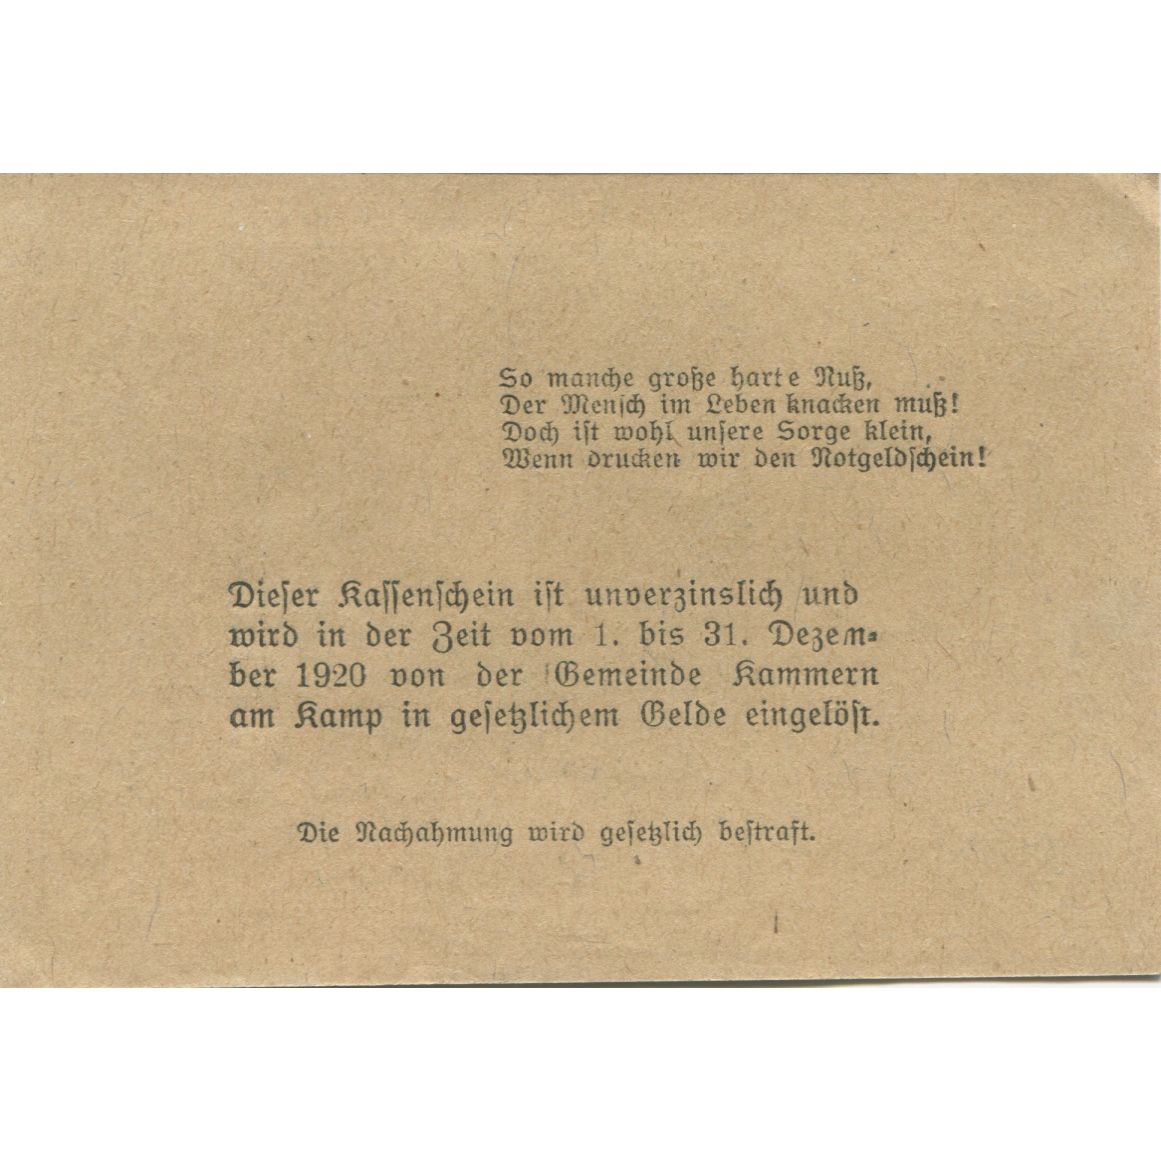 So manche große harte Nuß,
Der Mensch im Leben knacken muß!
Doch ist wohl unsere Sorge klein,
Wenn drucken wir den Notgeldschein!
Dieser Kassenschein ist unverzinslich und
wird in der Zeit vom 1. bis 31. Dezem-
ber 1920 von der Gemeinde Kammern
am Kamp in gesetzlichem Gelde eingelöst.
Die Nachahmung wird gesetzlich bestraft.